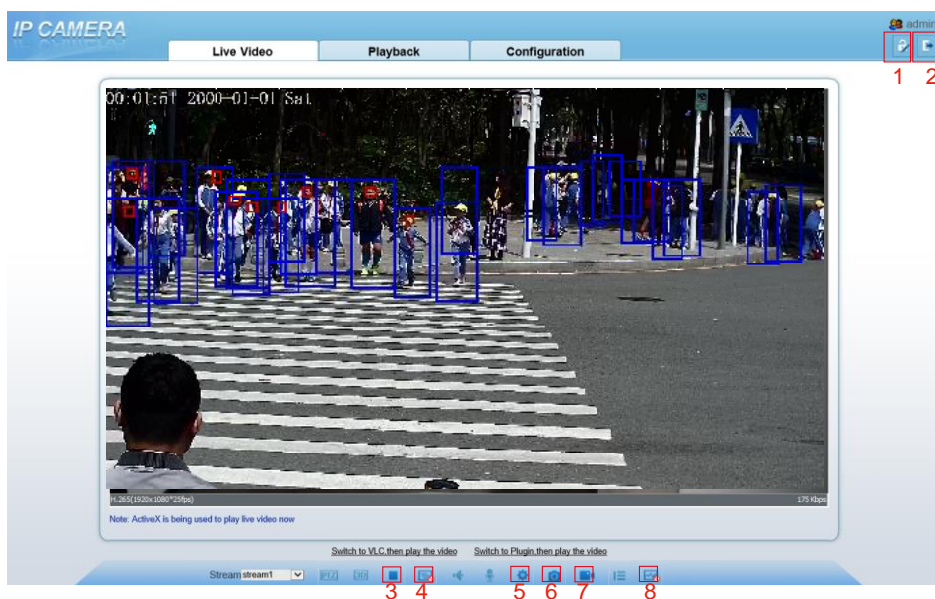 IP CAMERA
admin
Live Video Playback Configuration
1 2
00:01:51 2000-01-01 Sat
H.265(1920x1080*25fps) 175 Kbps
Note: ActiveX is being used to play live video now
Switch to VLC,then play the video Switch to Plugin,then play the video
Stream stream1 PTZ 3D
3 4 5 6 7 8